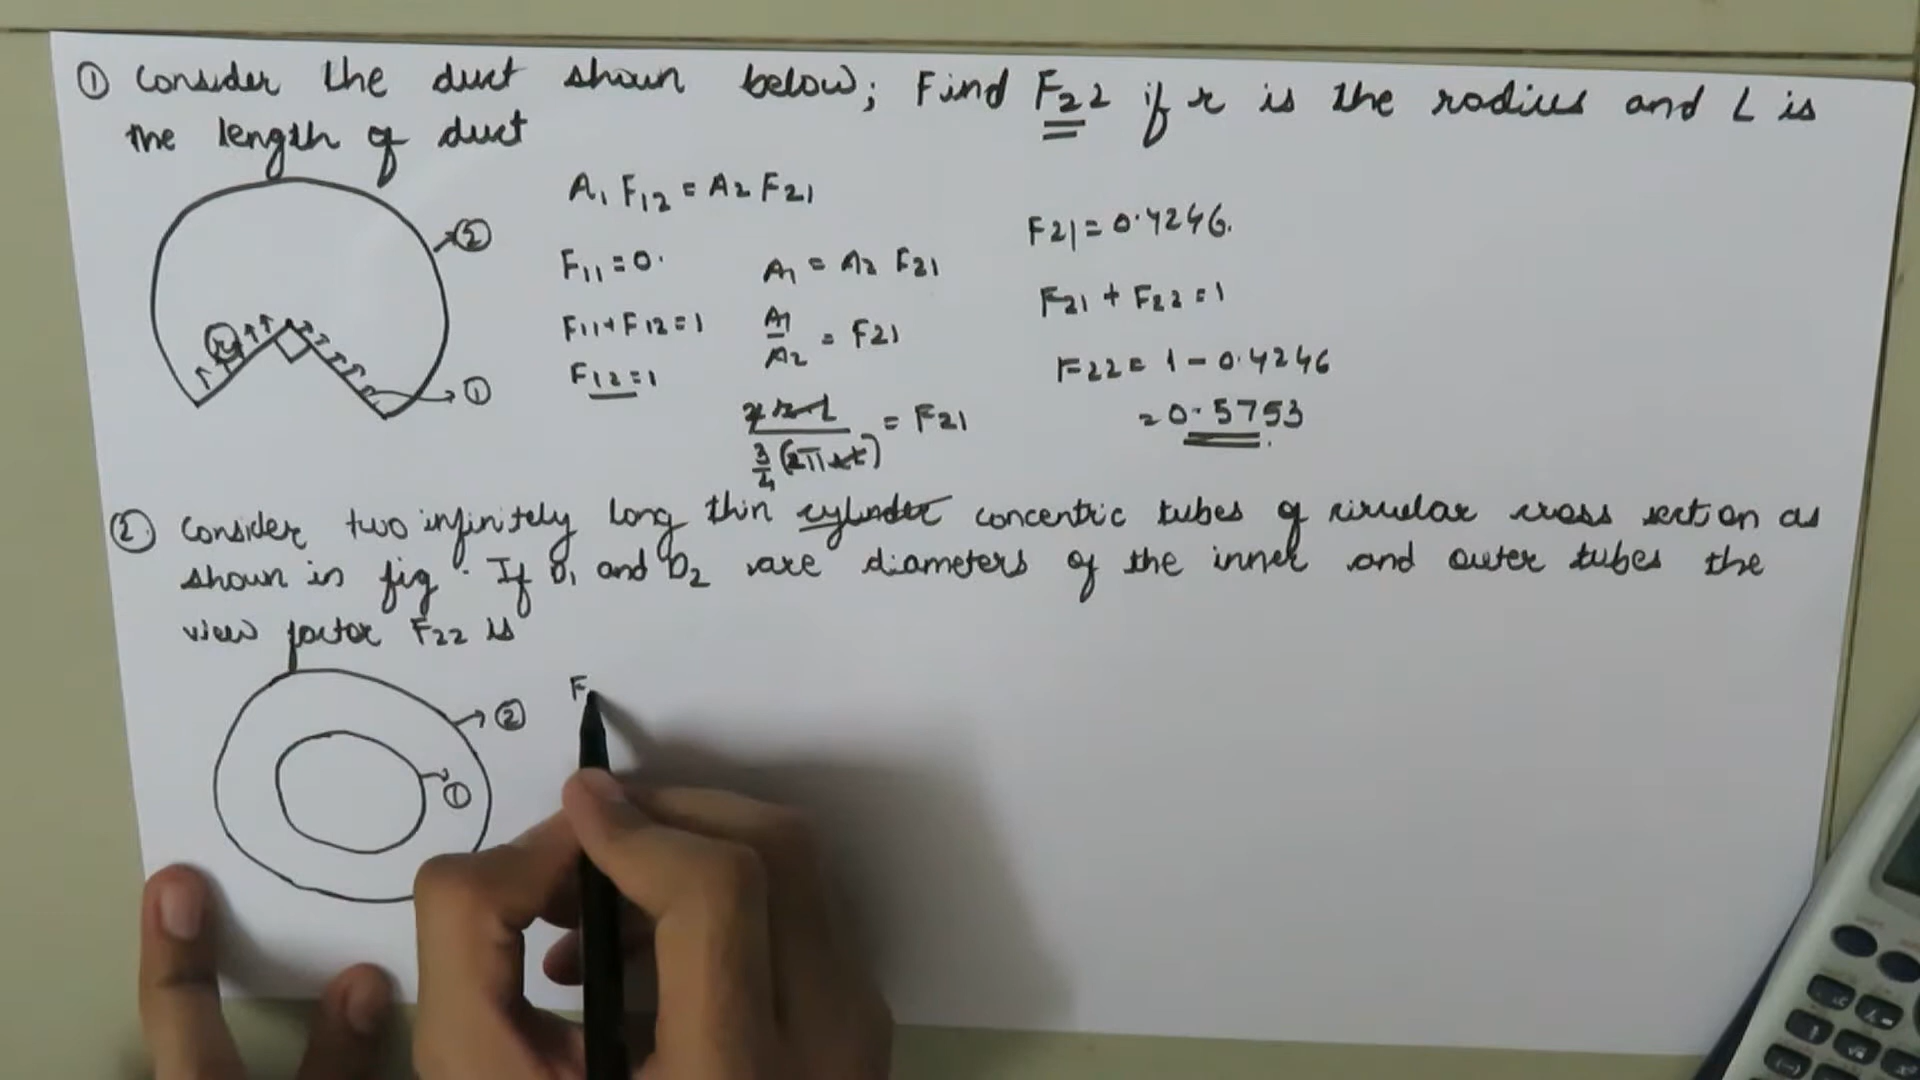 ① Consider the duct shown below; Find F22 if r is the radius and L is
the length of duct
②
r
①
A1 F12 = A2 F21
F11 = 0.
F11 + F12 = 1
F12 = 1
A1 = A2 F21
A1/A2 = F21
2 r L / 3/4 (2π r L) = F21
F21 = 0.4246.
F21 + F22 = 1
F22 = 1 - 0.4246
= 0.5753
② Consider two infinitely long thin cylinder concentric tubes of circular cross section as
shown in fig. If D1 and D2 are diameters of the inner and outer tubes the
view factor F22 is
②
①
F